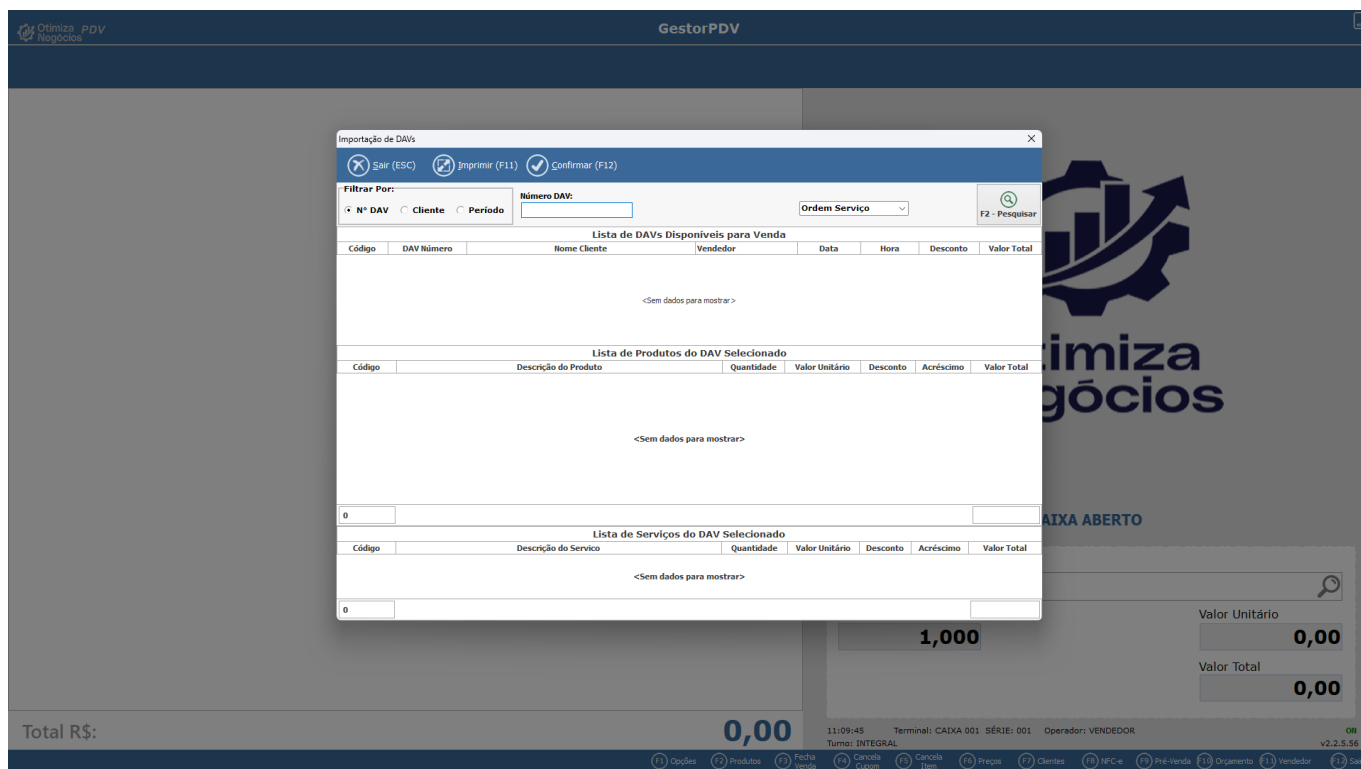 Otimiza PDV
Negócios
GestorPDV
Importação de DAVs
Sair (ESC) Imprimir (F11) Confirmar (F12)
Filtrar Por:
Nº DAV Cliente Período
Número DAV:
Ordem Serviço
F2 - Pesquisar
Lista de DAVs Disponíveis para Venda
Código DAV Número Nome Cliente Vendedor Data Hora Desconto Valor Total
<Sem dados para mostrar>
Lista de Produtos do DAV Selecionado
Código Descrição do Produto Quantidade Valor Unitário Desconto Acréscimo Valor Total
<Sem dados para mostrar>
0
Lista de Serviços do DAV Selecionado
Código Descrição do Servico Quantidade Valor Unitário Desconto Acréscimo Valor Total
<Sem dados para mostrar>
0
timiza
gócios
AIXA ABERTO
Valor Unitário
1,000 0,00
Valor Total
0,00
Total R$: 0,00
11:09:45 Terminal: CAIXA 001 SÉRIE: 001 Operador: VENDEDOR ON
Turno: INTEGRAL v2.2.5.56
F1 Opções F2 Produtos F3 Fecha Venda F4 Cancela Cupom F5 Cancela Item F6 Preços F7 Clientes F8 NFC-e F9 Pré-Venda F10 Orçamento F11 Vendedor F12 Sai